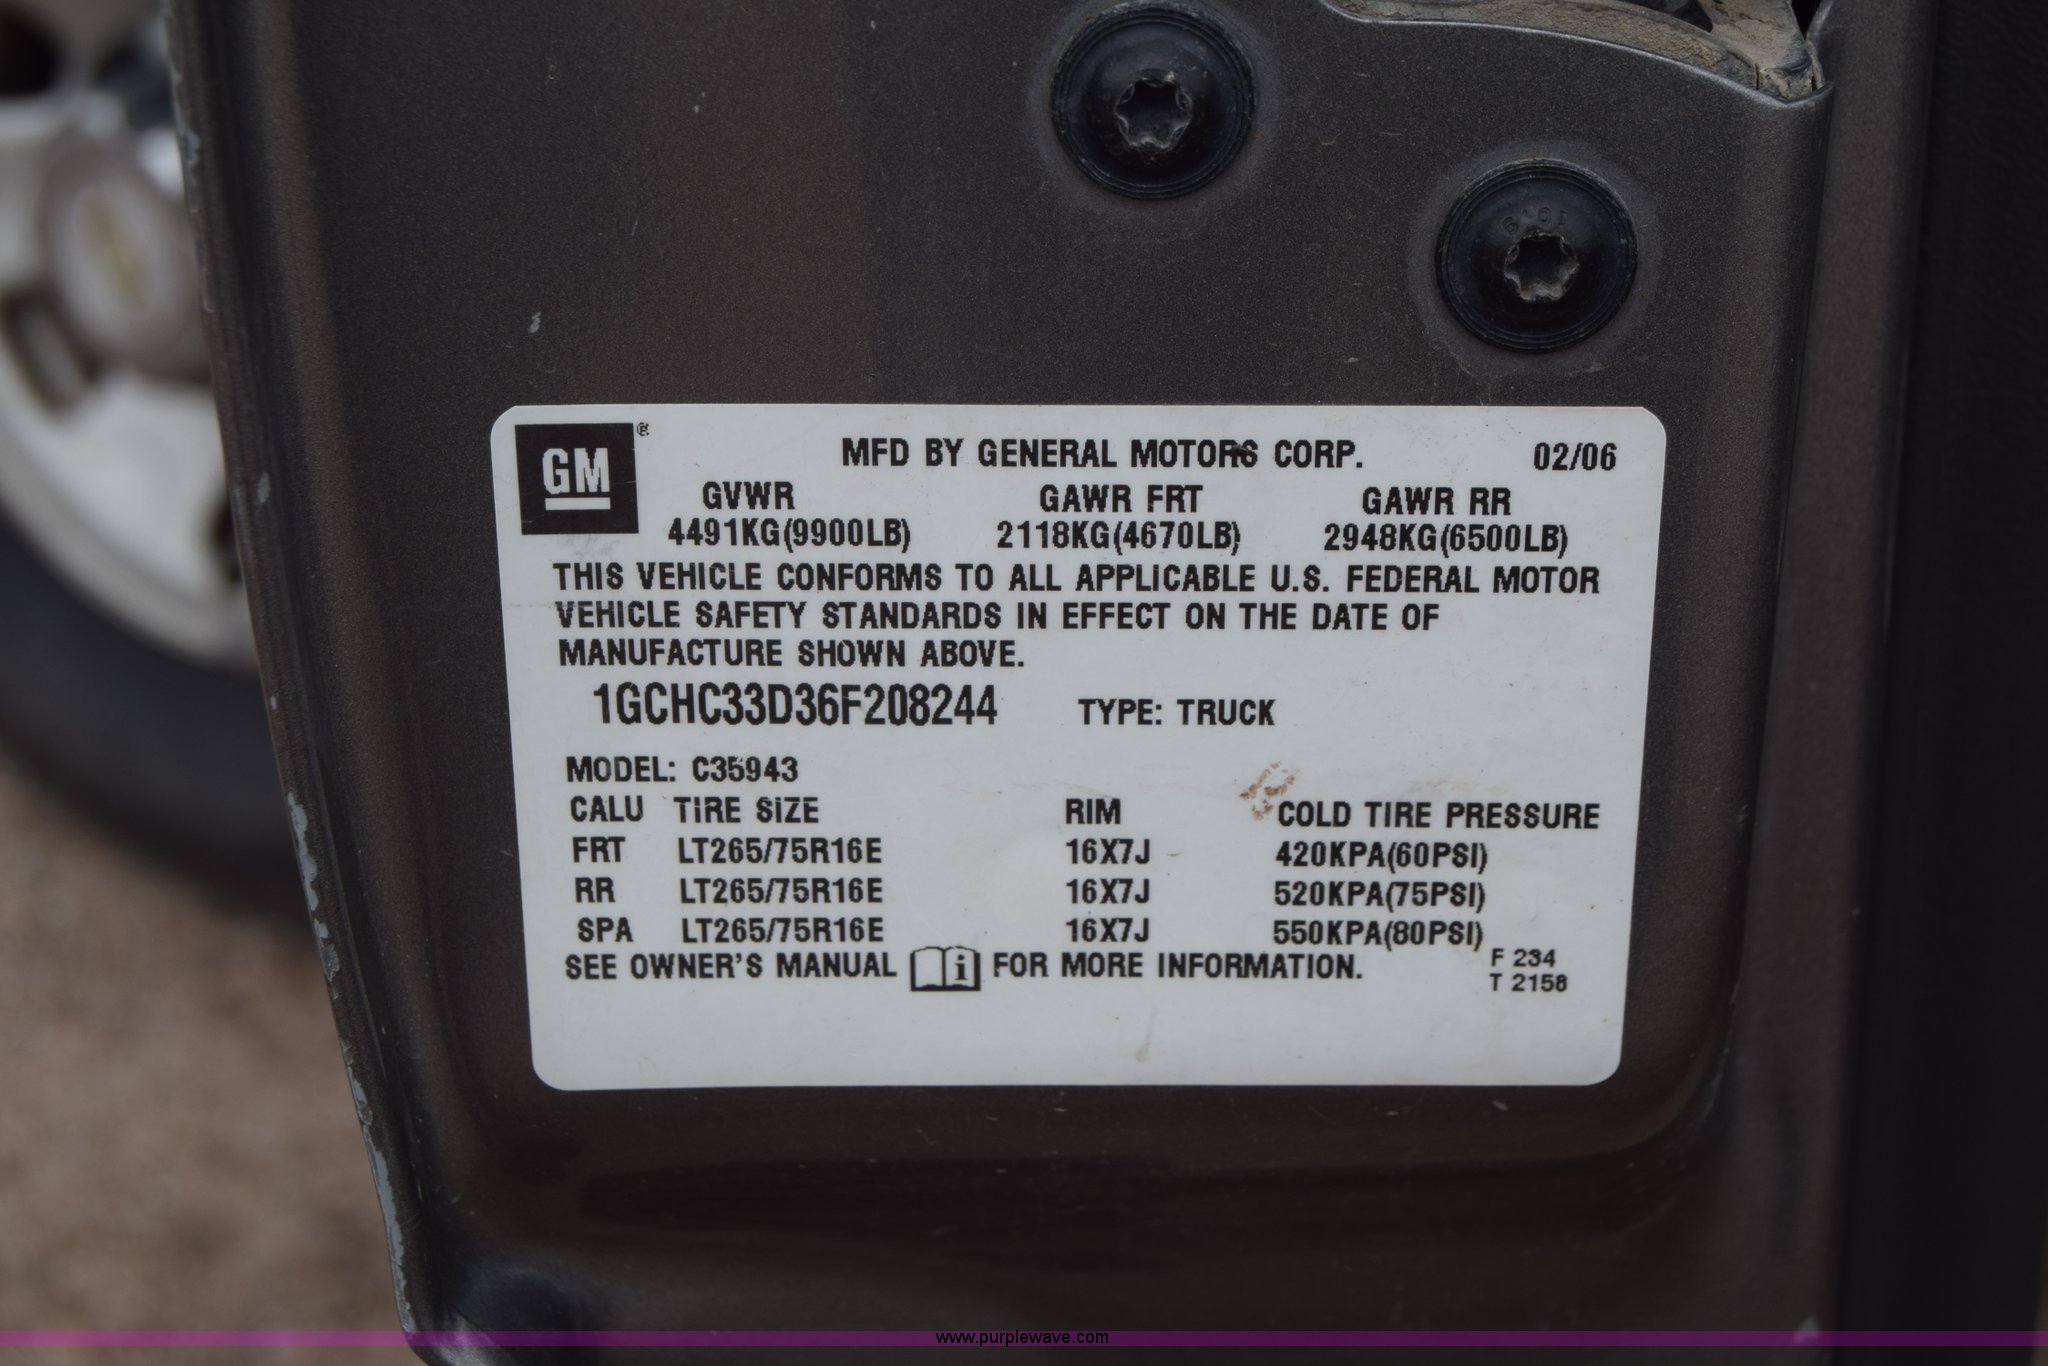 GM ®
MFD BY GENERAL MOTORS CORP. 02/06
GVWR GAWR FRT GAWR RR
4491KG(9900LB) 2118KG(4670LB) 2948KG(6500LB)
THIS VEHICLE CONFORMS TO ALL APPLICABLE U.S. FEDERAL MOTOR
VEHICLE SAFETY STANDARDS IN EFFECT ON THE DATE OF
MANUFACTURE SHOWN ABOVE.
1GCHC33D36F208244 TYPE: TRUCK
MODEL: C35943
CALU TIRE SIZE RIM COLD TIRE PRESSURE
FRT LT265/75R16E 16X7J 420KPA(60PSI)
RR LT265/75R16E 16X7J 520KPA(75PSI)
SPA LT265/75R16E 16X7J 550KPA(80PSI)
SEE OWNER'S MANUAL i FOR MORE INFORMATION.
F 234
T 2158
www.purplewave.com